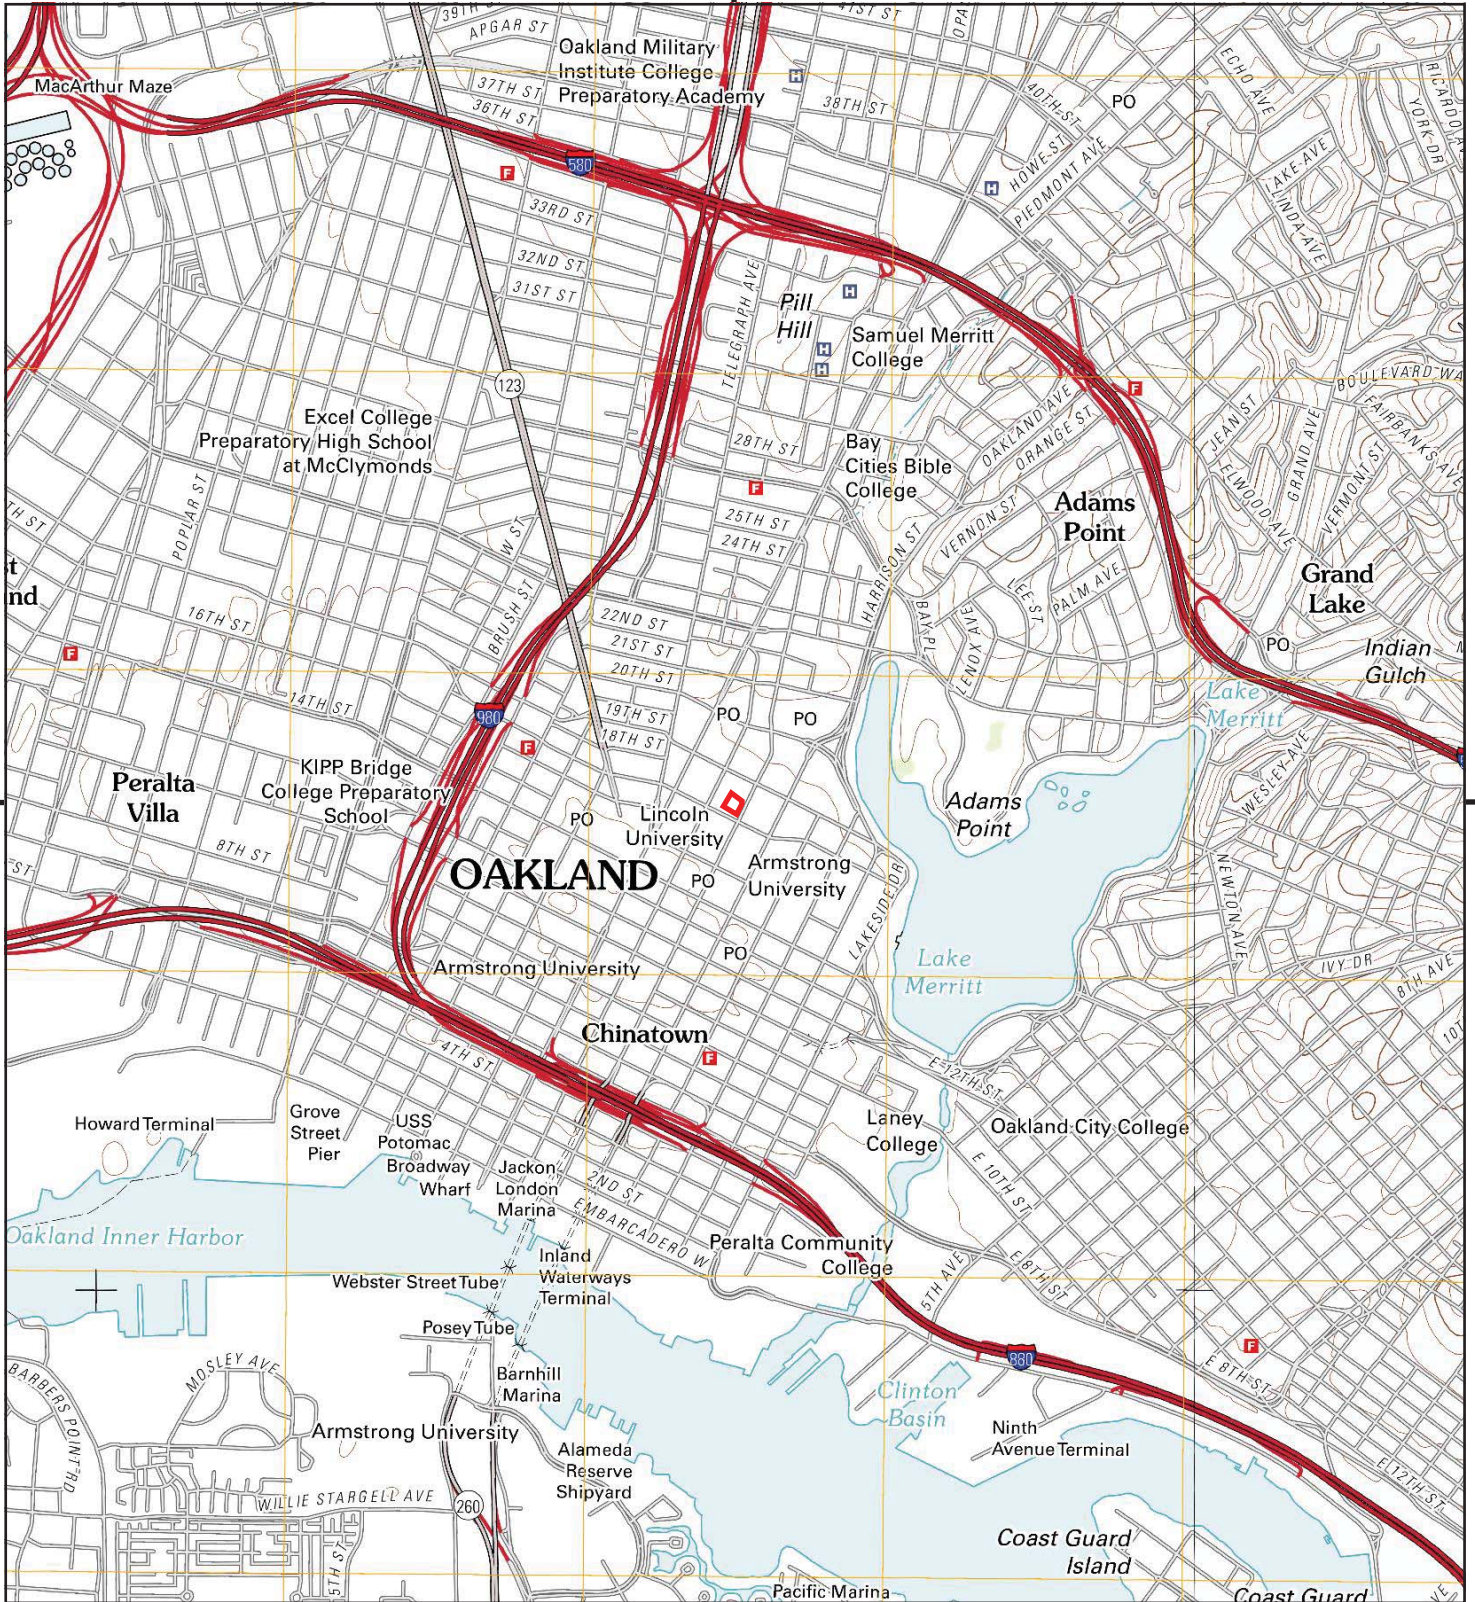 39TH
APGAR ST
41ST ST
Oakland Military
Institute College
Preparatory Academy
MacArthur Maze
37TH ST
36TH ST
38TH ST
40TH ST
PO
ECHO AVE
YORK DR
HOWE ST
PIEDMONT AVE
LAKE AVE
LINDA AVE
580
F
H
H
33RD ST
32ND ST
31ST ST
TELEGRAPH AVE
Pill
Hill
H
H
H
Samuel Merritt
College
123
F
BOULEVARD WA
FAIRBANKS AVE
Excel College
Preparatory High School
at McClymonds
28TH ST
Bay
Cities Bible
College
OAKLAND AVE
ORANGE ST
JEAN ST
GRAND AVE
ELWOOD AVE
VERMONT ST
POPLAR ST
TH ST
F
25TH ST
24TH ST
VERNON ST
Adams
Point
W ST
BRUSH ST
HARRISON ST
LEE ST
PALM AVE
Grand
Lake
st
nd
16TH ST
22ND ST
21ST ST
20TH ST
BAY PL
LENOX AVE
PO
Indian
Gulch
F
14TH ST
980
19TH ST
18TH ST
PO
PO
Lake
Merritt
F
KIPP Bridge
College Preparatory
School
Peralta
Villa
WESLEY AVE
Adams
Point
PO
Lincoln
University
8TH ST
ST
OAKLAND
PO
Armstrong
University
NEWTON AVE
LAKESIDE DR
PO
Lake
Merritt
IVY DR
8TH AVE
Armstrong University
Chinatown
F
4TH ST
E 12TH ST
10
Howard Terminal
Grove
Street
Pier
USS
Potomac
Broadway
Wharf
Jackon
London
Marina
2ND ST
EMBARCADERO W
Laney
College
Oakland City College
E 10TH ST
Oakland Inner Harbor
Peralta Community
College
Inland
Waterways
Terminal
Webster Street Tube
5TH AVE
E 8TH ST
Posey Tube
880
F
E 8TH ST
BARBERS POINT RD
MOSLEY AVE
Barnhill
Marina
Clinton
Basin
Armstrong University
Ninth
Avenue Terminal
Alameda
Reserve
Shipyard
E 12TH ST
WILLIE STARGELL AVE
260
5TH ST
Coast Guard
Island
Pacific Marina
Coast Guard
VE